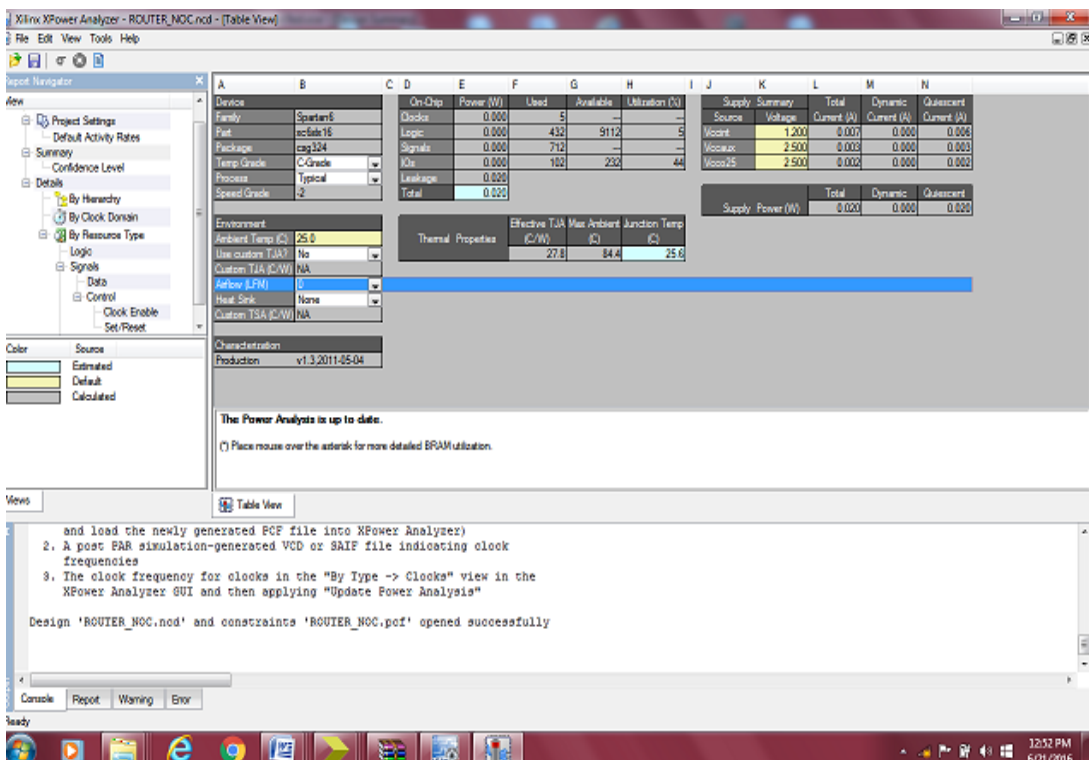 Xilinx XPower Analyzer - ROUTER_NOC.ncd - [Table View]
File Edit View Tools Help
Report Navigator
View
Project Settings
Default Activity Rates
Summary
Confidence Level
Details
By Hierarchy
By Clock Domain
By Resource Type
Logic
Signals
Data
Control
Clock Enable
Set/Reset
Color Source
Estimated
Default
Calculated
Views
A B C D E F G H I J K L M N
Device
Family Spartan6
Part xc6slx16
Package csg324
Temp Grade C-Grade
Process Typical
Speed Grade -2
Environment
Ambient Temp (C) 25.0
Use custom TJA? No
Custom TJA (C/W) NA
Airflow (LFM) 0
Heat Sink None
Custom TSA (C/W) NA
Characterization
Production v1.3,2011-05-04
On-Chip Power (W) Used Available Utilization (%)
Clocks 0.000 5 --- ---
Logic 0.000 432 9112 5
Signals 0.000 712 --- ---
IOs 0.000 102 232 44
Leakage 0.020
Total 0.020
Thermal Properties Effective TJA (C/W) Max Ambient (C) Junction Temp (C)
27.8 84.4 25.6
Supply Summary Total Dynamic Quiescent
Source Voltage Current (A) Current (A) Current (A)
Vccint 1.200 0.007 0.000 0.006
Vccaux 2.500 0.003 0.000 0.003
Vcco25 2.500 0.002 0.000 0.002
Total Dynamic Quiescent
Supply Power (W) 0.020 0.000 0.020
The Power Analysis is up to date.
(*) Place mouse over the asterisk for more detailed BRAM utilization.
Table View
and load the newly generated PCF file into XPower Analyzer)
2. A post PAR simulation-generated VCD or SAIF file indicating clock
frequencies
3. The clock frequency for clocks in the "By Type -> Clocks" view in the
XPower Analyzer GUI and then applying "Update Power Analysis"
Design 'ROUTER_NOC.ncd' and constraints 'ROUTER_NOC.pcf' opened successfully
Console Report Warning Error
Ready
12:52 PM
6/21/2016